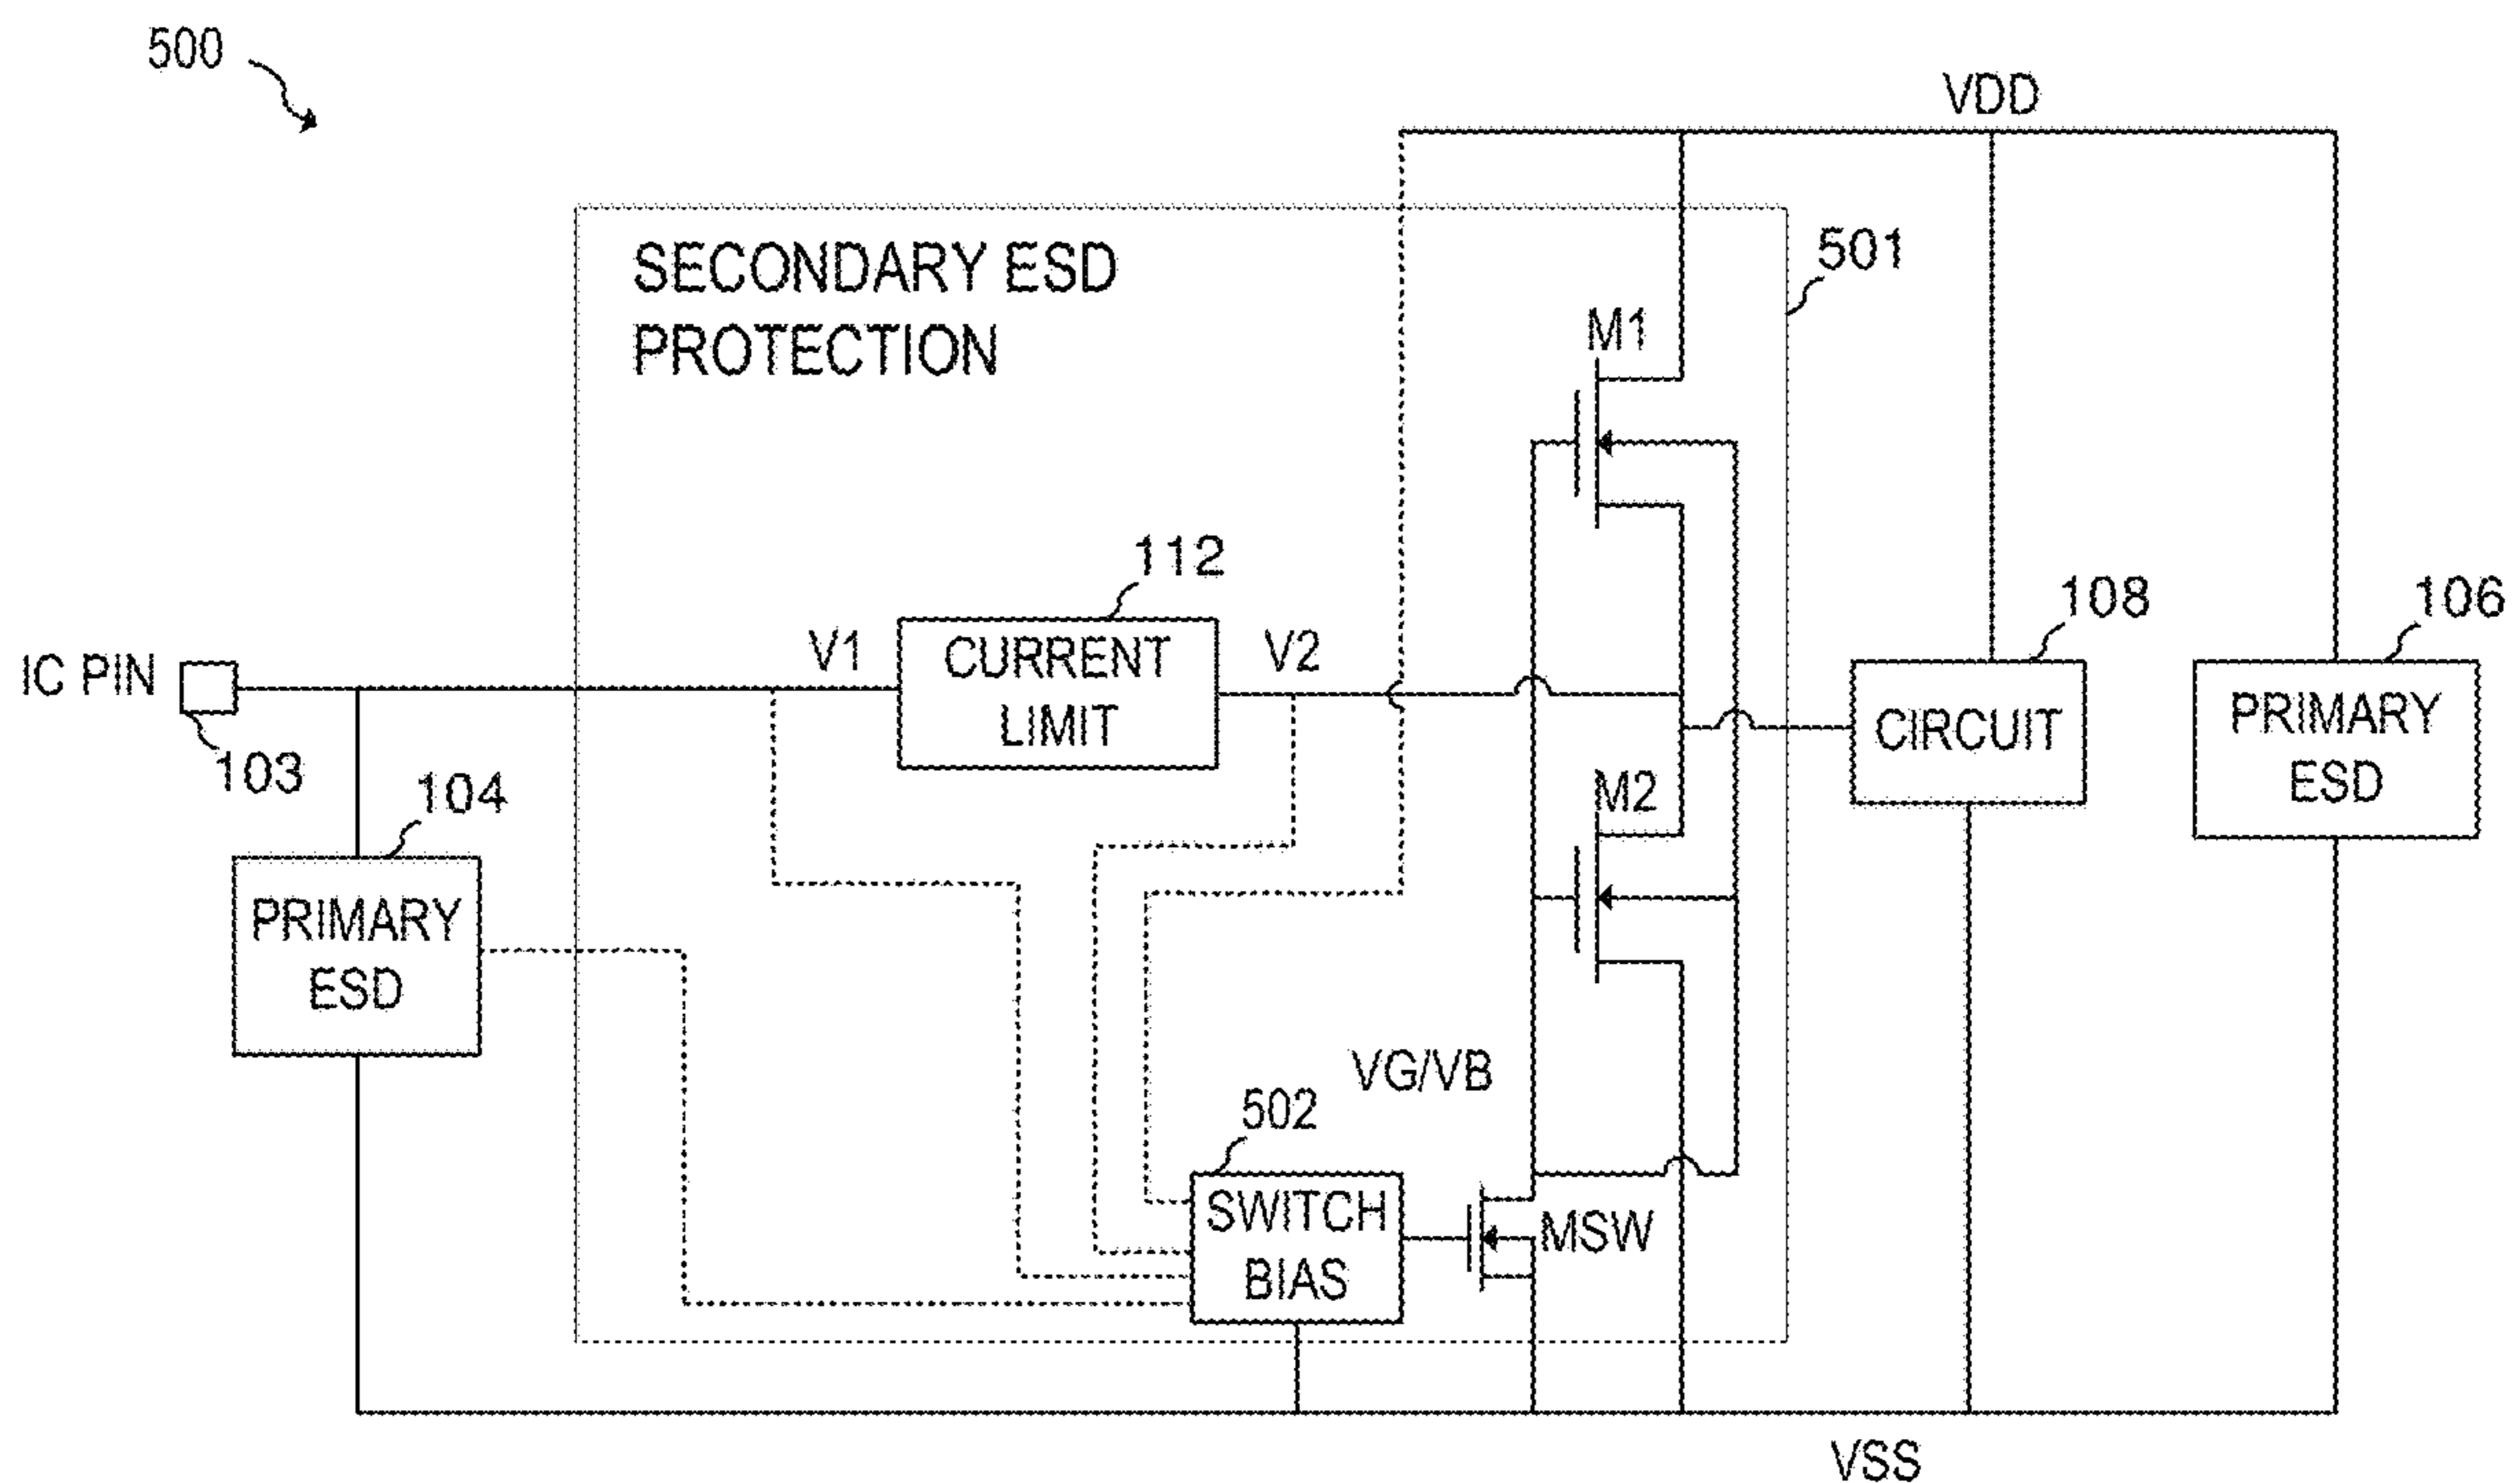 500
VDD
SECONDARY ESD
PROTECTION
501
M1
112
108
106
IC PIN
V1
CURRENT
LIMIT
V2
CIRCUIT
PRIMARY
ESD
103
104
M2
PRIMARY
ESD
VG/VB
502
SWITCH
BIAS
MSW
VSS